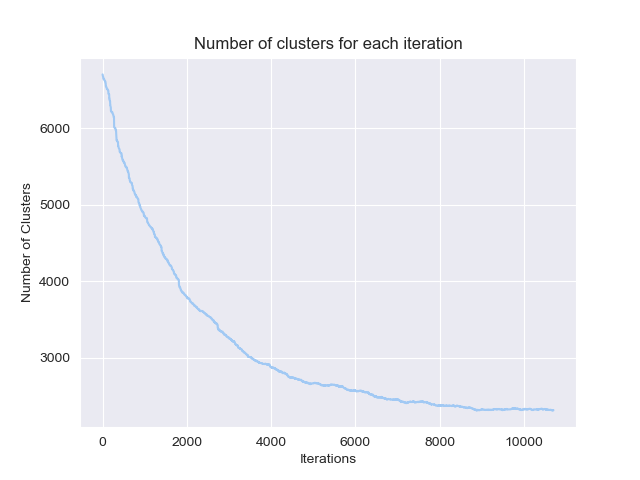 Number of clusters for each iteration
Number of Clusters
6000
5000
4000
3000
0 2000 4000 6000 8000 10000
Iterations